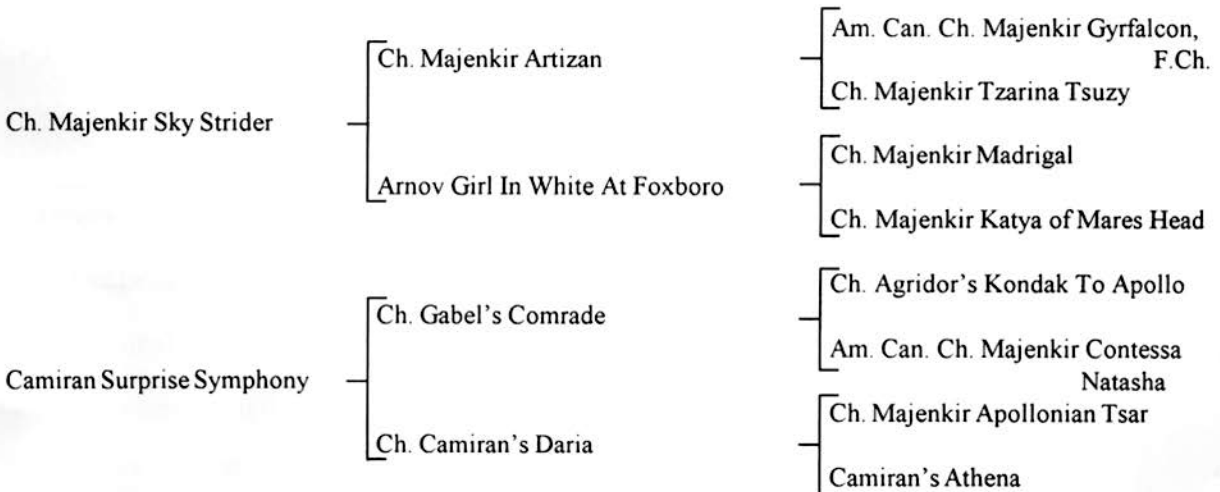 Am. Can. Ch. Majenkir Gyrfalcon,
F.Ch.
Ch. Majenkir Artizan
Ch. Majenkir Tzarina Tsuzy
Ch. Majenkir Sky Strider
Ch. Majenkir Madrigal
Arnov Girl In White At Foxboro
Ch. Majenkir Katya of Mares Head
Ch. Agridor's Kondak To Apollo
Ch. Gabel's Comrade
Am. Can. Ch. Majenkir Contessa
Natasha
Camiran Surprise Symphony
Ch. Majenkir Apollonian Tsar
Ch. Camiran's Daria
Camiran's Athena